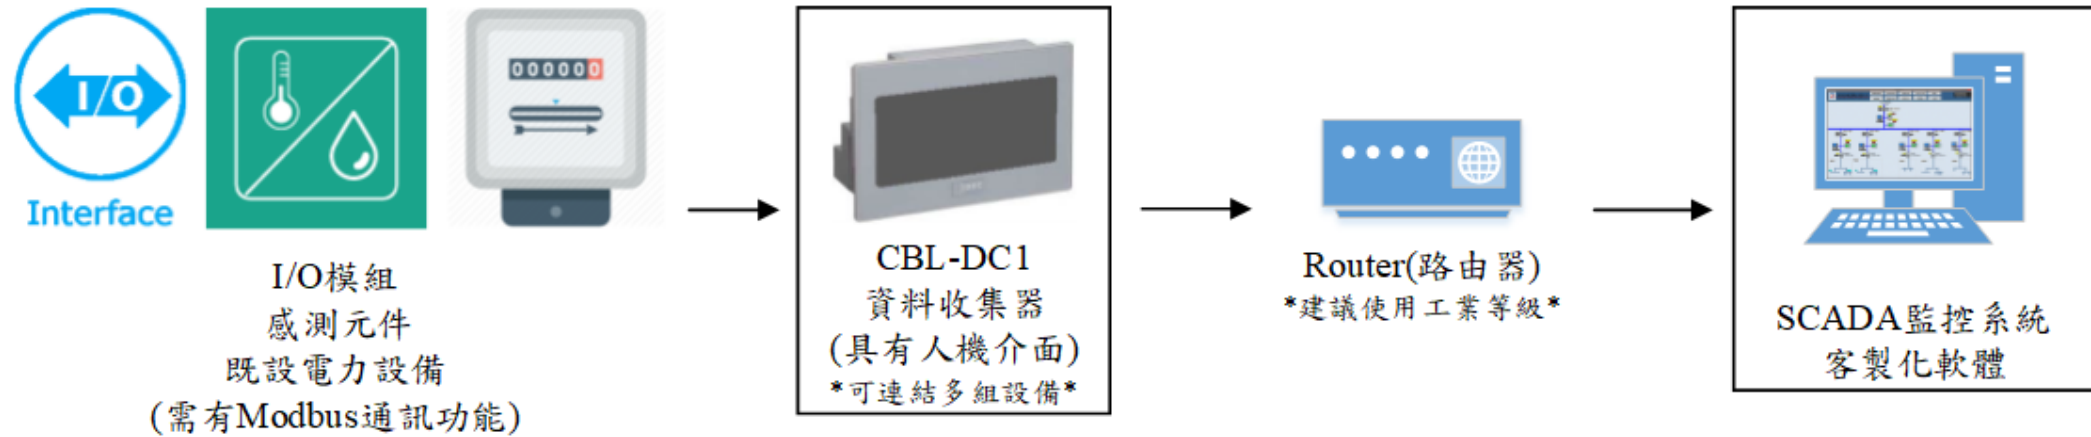 I/O
Interface
000000
I/O模組
感測元件
既設電力設備
(需有Modbus通訊功能)
CBL-DC1
資料收集器
(具有人機介面)
*可連結多組設備*
Router(路由器)
*建議使用工業等級*
SCADA監控系統
客製化軟體